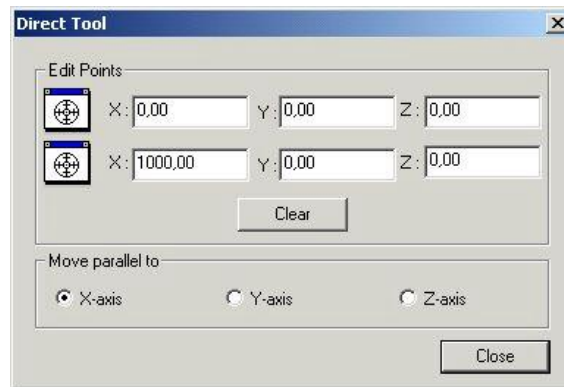 Direct Tool
Edit Points
X: 0,00 Y: 0,00 Z: 0,00
X: 1000,00 Y: 0,00 Z: 0,00
Clear
Move parallel to
X-axis Y-axis Z-axis
Close